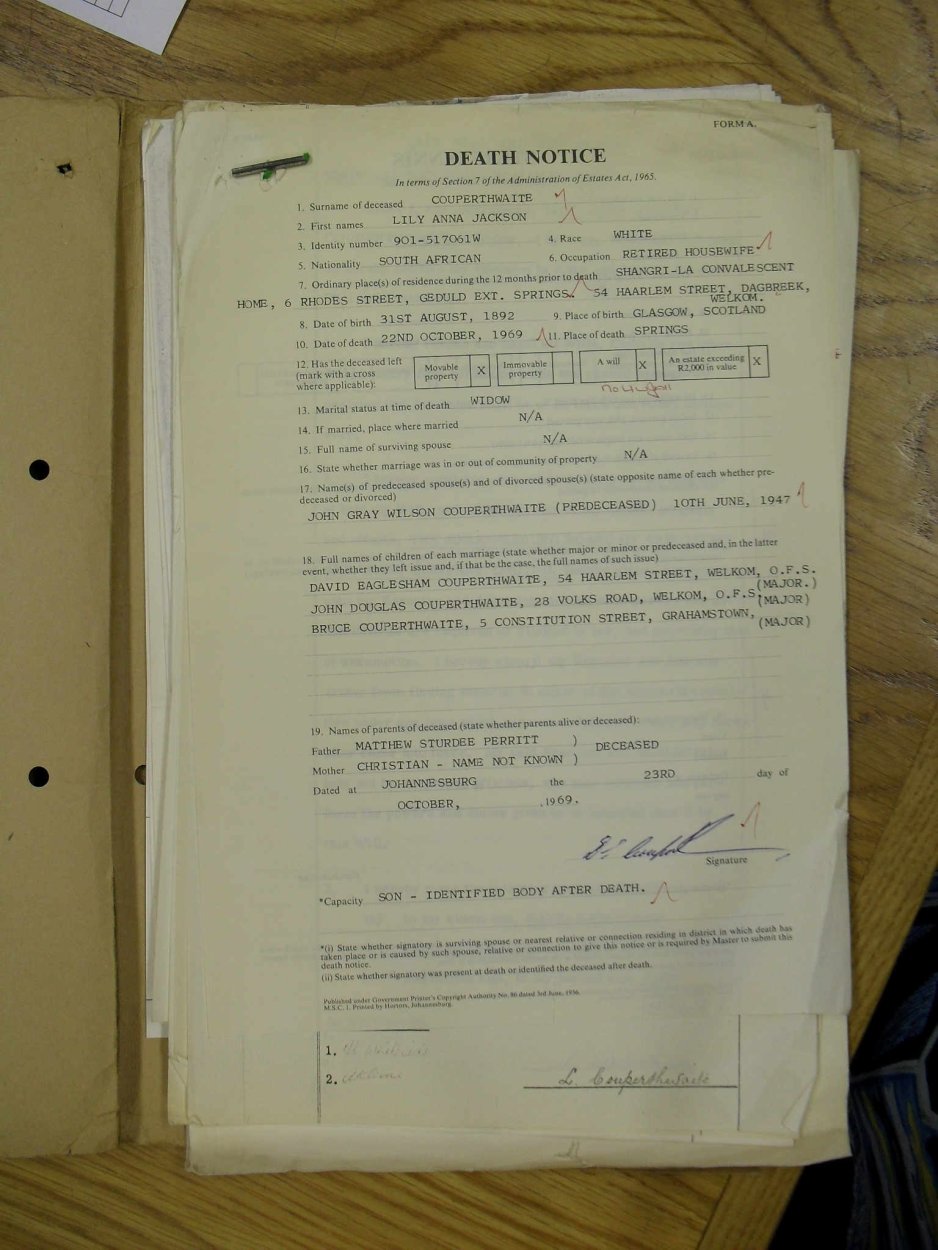 FORM A.
DEATH NOTICE
In terms of Section 7 of the Administration of Estates Act, 1965.
1. Surname of deceased COUPERTHWAITE
2. First names LILY ANNA JACKSON
3. Identity number 901-517061W 4. Race WHITE
5. Nationality SOUTH AFRICAN 6. Occupation RETIRED HOUSEWIFE
7. Ordinary place(s) of residence during the 12 months prior to death SHANGRI-LA CONVALESCENT
HOME, 6 RHODES STREET, GEDULD EXT. SPRINGS. 54 HAARLEM STREET, DAGBREEK,
WELKOM.
8. Date of birth 31ST AUGUST, 1892 9. Place of birth GLASGOW, SCOTLAND
10. Date of death 22ND OCTOBER, 1969 11. Place of death SPRINGS
12. Has the deceased left
(mark with a cross
where applicable):
Movable
property X
Immovable
property
A will X
An estate exceeding
R2,000 in value X
13. Marital status at time of death WIDOW
14. If married, place where married N/A
15. Full name of surviving spouse N/A
16. State whether marriage was in or out of community of property N/A
17. Name(s) of predeceased spouse(s) and of divorced spouse(s) (state opposite name of each whether pre-
deceased or divorced)
JOHN GRAY WILSON COUPERTHWAITE (PREDECEASED) 10TH JUNE, 1947
18. Full names of children of each marriage (state whether major or minor or predeceased and, in the latter
event, whether they left issue and, if that be the case, the full names of such issue)
DAVID EAGLESHAM COUPERTHWAITE, 54 HAARLEM STREET, WELKOM, O.F.S.
(MAJOR.)
JOHN DOUGLAS COUPERTHWAITE, 28 VOLKS ROAD, WELKOM, O.F.S. (MAJOR)
BRUCE COUPERTHWAITE, 5 CONSTITUTION STREET, GRAHAMSTOWN, (MAJOR)
19. Names of parents of deceased (state whether parents alive or deceased):
Father MATTHEW STURDEE PERRITT ) DECEASED
Mother CHRISTIAN - NAME NOT KNOWN )
Dated at JOHANNESBURG the 23RD day of
OCTOBER, 1969.
Signature
*Capacity SON - IDENTIFIED BODY AFTER DEATH.
*(i) State whether signatory is surviving spouse or nearest relative or connection residing in district in which death has
taken place or is caused by such spouse, relative or connection to give this notice or is required by Master to submit this
death notice.
(ii) State whether signatory was present at death or identified the deceased after death.
Published under Government Printer's Copyright Authority No. 86 dated 3rd June, 1936.
M.S.C. 1. Printed by Hortors, Johannesburg.
1.
2.
L. Couperthwaite